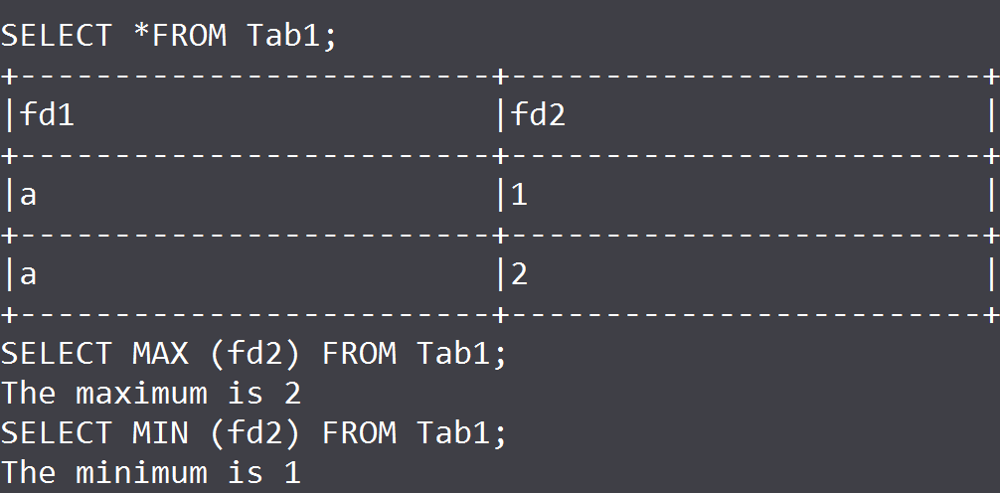 SELECT *FROM Tab1;
+-------------------------+-------------------------+
|fd1                      |fd2                      |
+-------------------------+-------------------------+
|a                        |1                        |
+-------------------------+-------------------------+
|a                        |2                        |
+-------------------------+-------------------------+
SELECT MAX (fd2) FROM Tab1;
The maximum is 2
SELECT MIN (fd2) FROM Tab1;
The minimum is 1